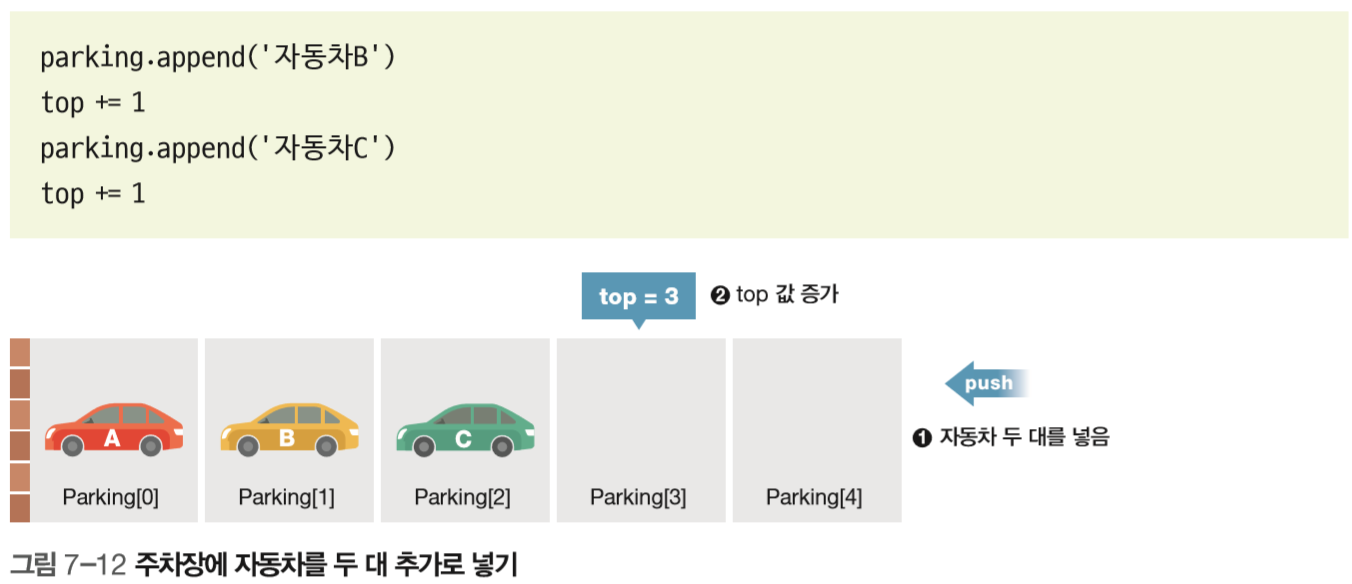 parking.append('자동차B')
top += 1
parking.append('자동차C')
top += 1
top = 3 ❷ top 값 증가
push
❶ 자동차 두 대를 넣음
A B C
Parking[0] Parking[1] Parking[2] Parking[3] Parking[4]
그림 7–12 주차장에 자동차를 두 대 추가로 넣기